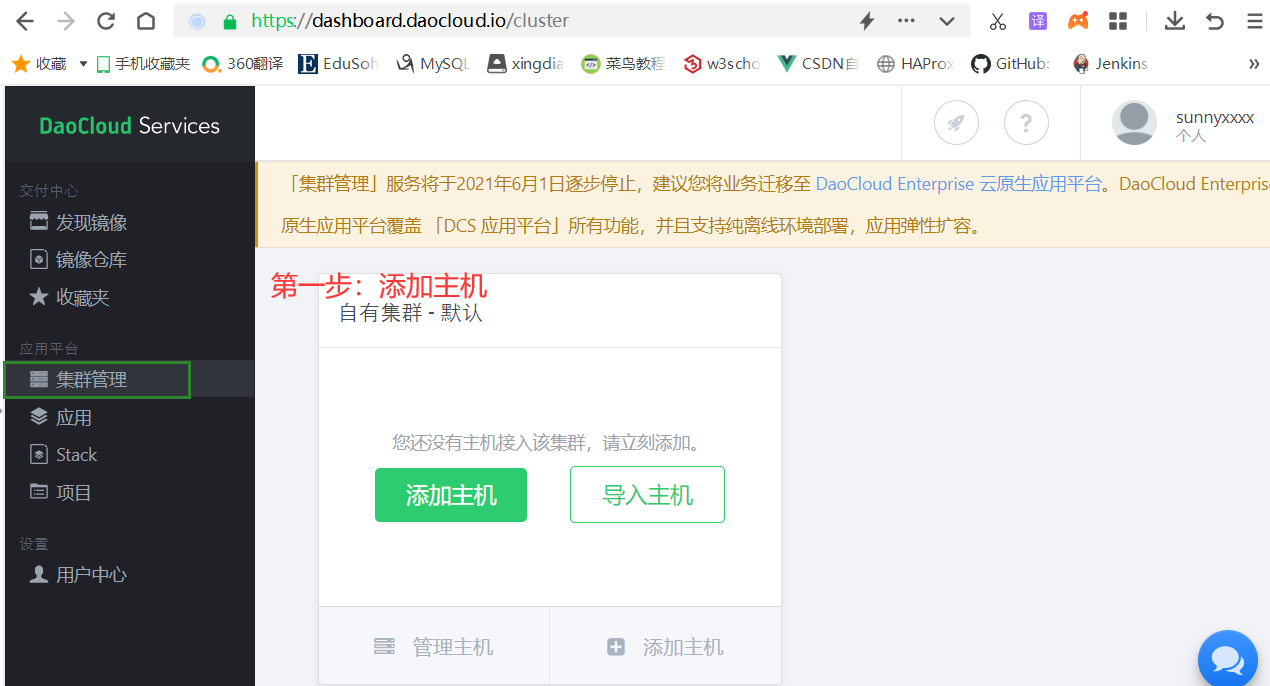 https://dashboard.daocloud.io/cluster
译
收藏 手机收藏夹 360翻译 EduSoh MySQL xingdia 菜鸟教程 w3scho CSDN自 HAProx GitHub: Jenkins »
DaoCloud Services
sunnyxxxx
个人
交付中心
发现镜像
镜像仓库
收藏夹
应用平台
集群管理
应用
Stack
项目
设置
用户中心
「集群管理」服务将于2021年6月1日逐步停止，建议您将业务迁移至 DaoCloud Enterprise 云原生应用平台。DaoCloud Enterpris
原生应用平台覆盖 「DCS 应用平台」所有功能，并且支持纯离线环境部署，应用弹性扩容。
第一步：添加主机
自有集群 - 默认
您还没有主机接入该集群，请立刻添加。
添加主机 导入主机
管理主机 添加主机